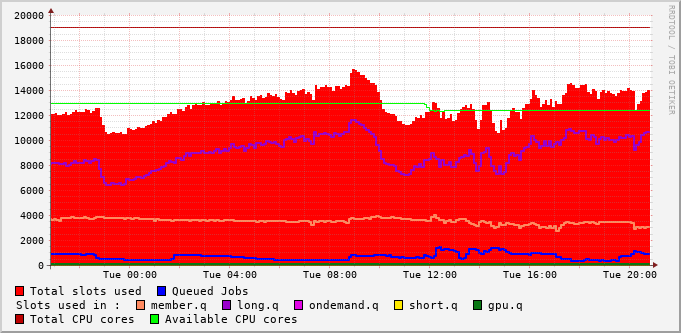 20000
18000
16000
14000
12000
10000
8000
6000
4000
2000
0
Tue 00:00 Tue 04:00 Tue 08:00 Tue 12:00 Tue 16:00 Tue 20:00
RRDTOOL / TOBI OETIKER
Total slots used Queued Jobs
Slots used in : member.q long.q ondemand.q short.q gpu.q
Total CPU cores Available CPU cores